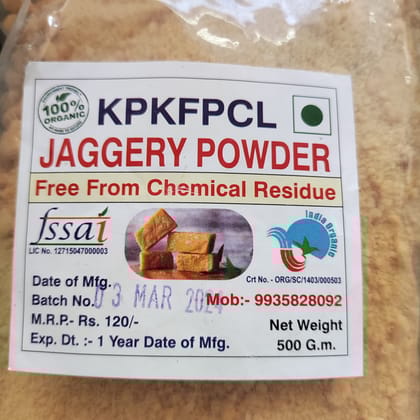 100%
ORGANIC
KPKFPCL
JAGGERY POWDER
Free From Chemical Residue
fssai
LIC No. 12715047000003
India Organic
Crt No. - ORG/SC/1403/000503
Date of Mfg.
03 MAR 2024
Batch No.
Mob:- 9935828092
M.R.P.- Rs. 120/-
Net Weight
Exp. Dt. :- 1 Year Date of Mfg.
500 G.m.